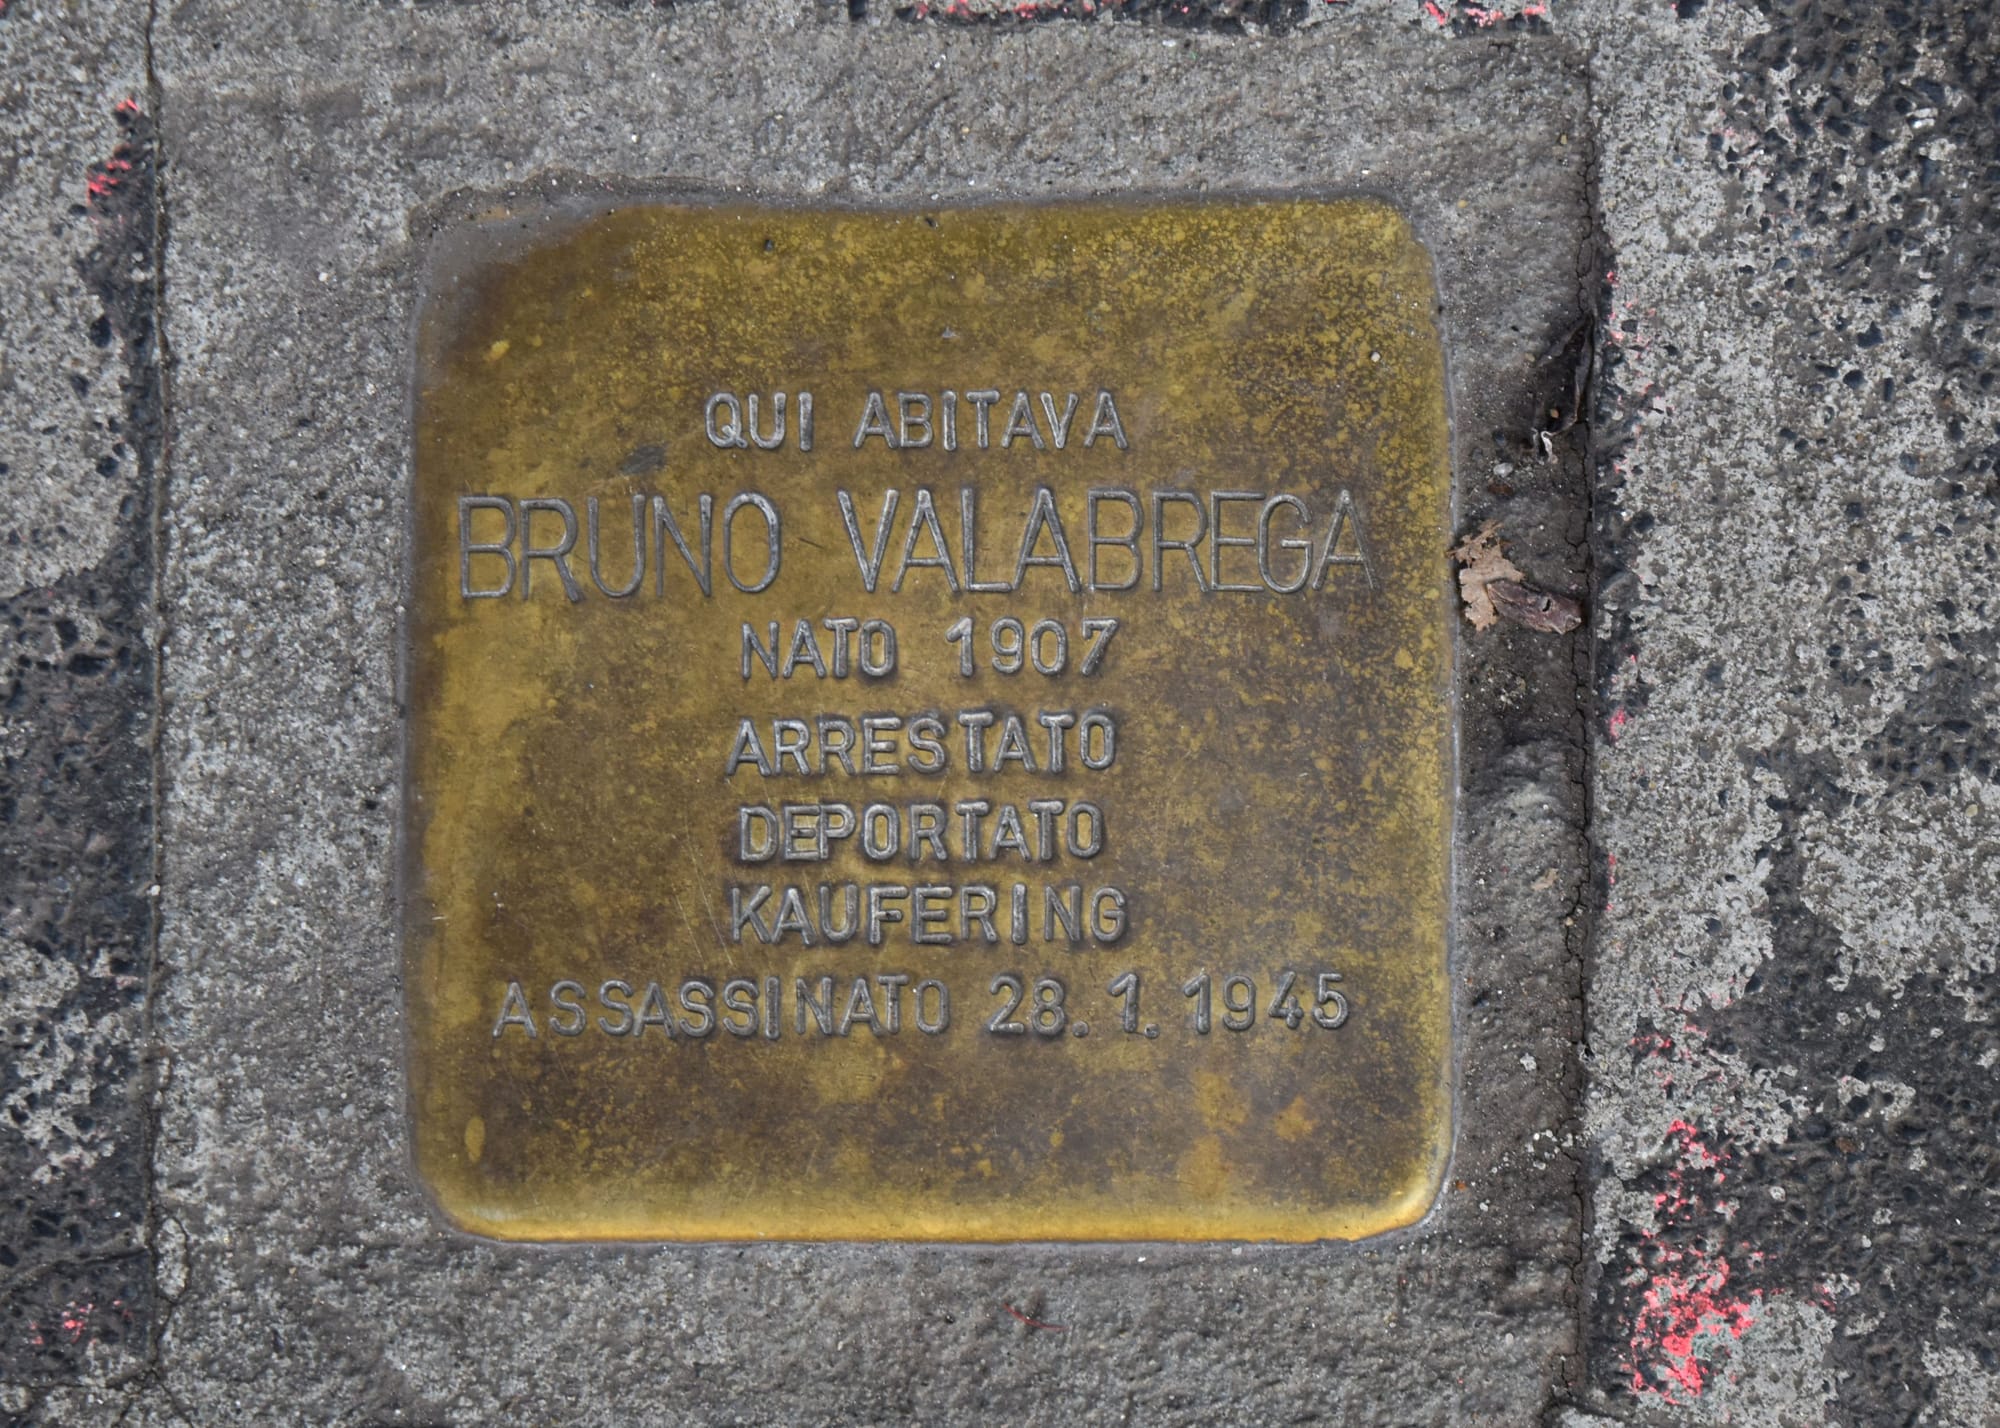 QUI ABITAVA
BRUNO VALABREGA
NATO 1907
ARRESTATO
DEPORTATO
KAUFERING
ASSASSINATO 28.1.1945